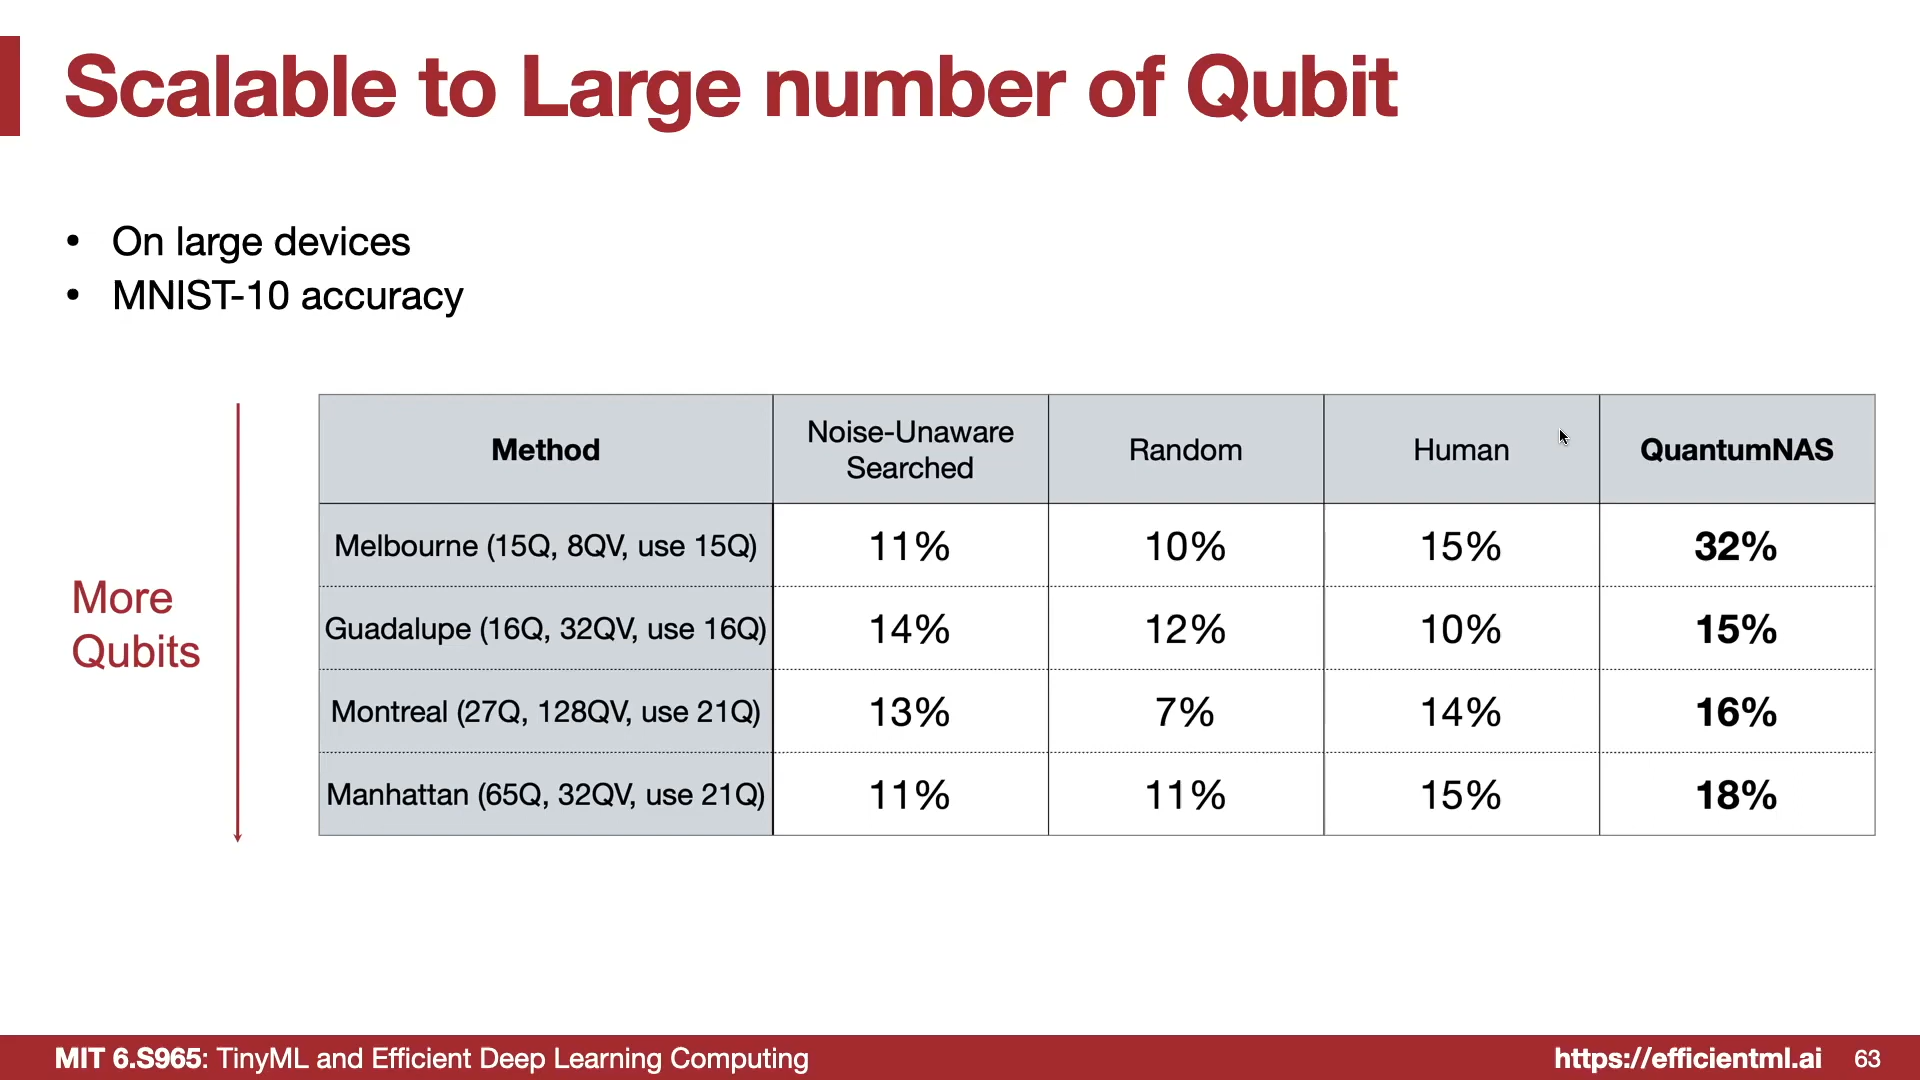 Scalable to Large number of Qubit
• On large devices
• MNIST-10 accuracy
More
Qubits
Method
Noise-Unaware
Searched
Random
Human
QuantumNAS
Melbourne (15Q, 8QV, use 15Q)
11%
10%
15%
32%
Guadalupe (16Q, 32QV, use 16Q)
14%
12%
10%
15%
Montreal (27Q, 128QV, use 21Q)
13%
7%
14%
16%
Manhattan (65Q, 32QV, use 21Q)
11%
11%
15%
18%
MIT 6.S965: TinyML and Efficient Deep Learning Computing
https://efficientml.ai
63